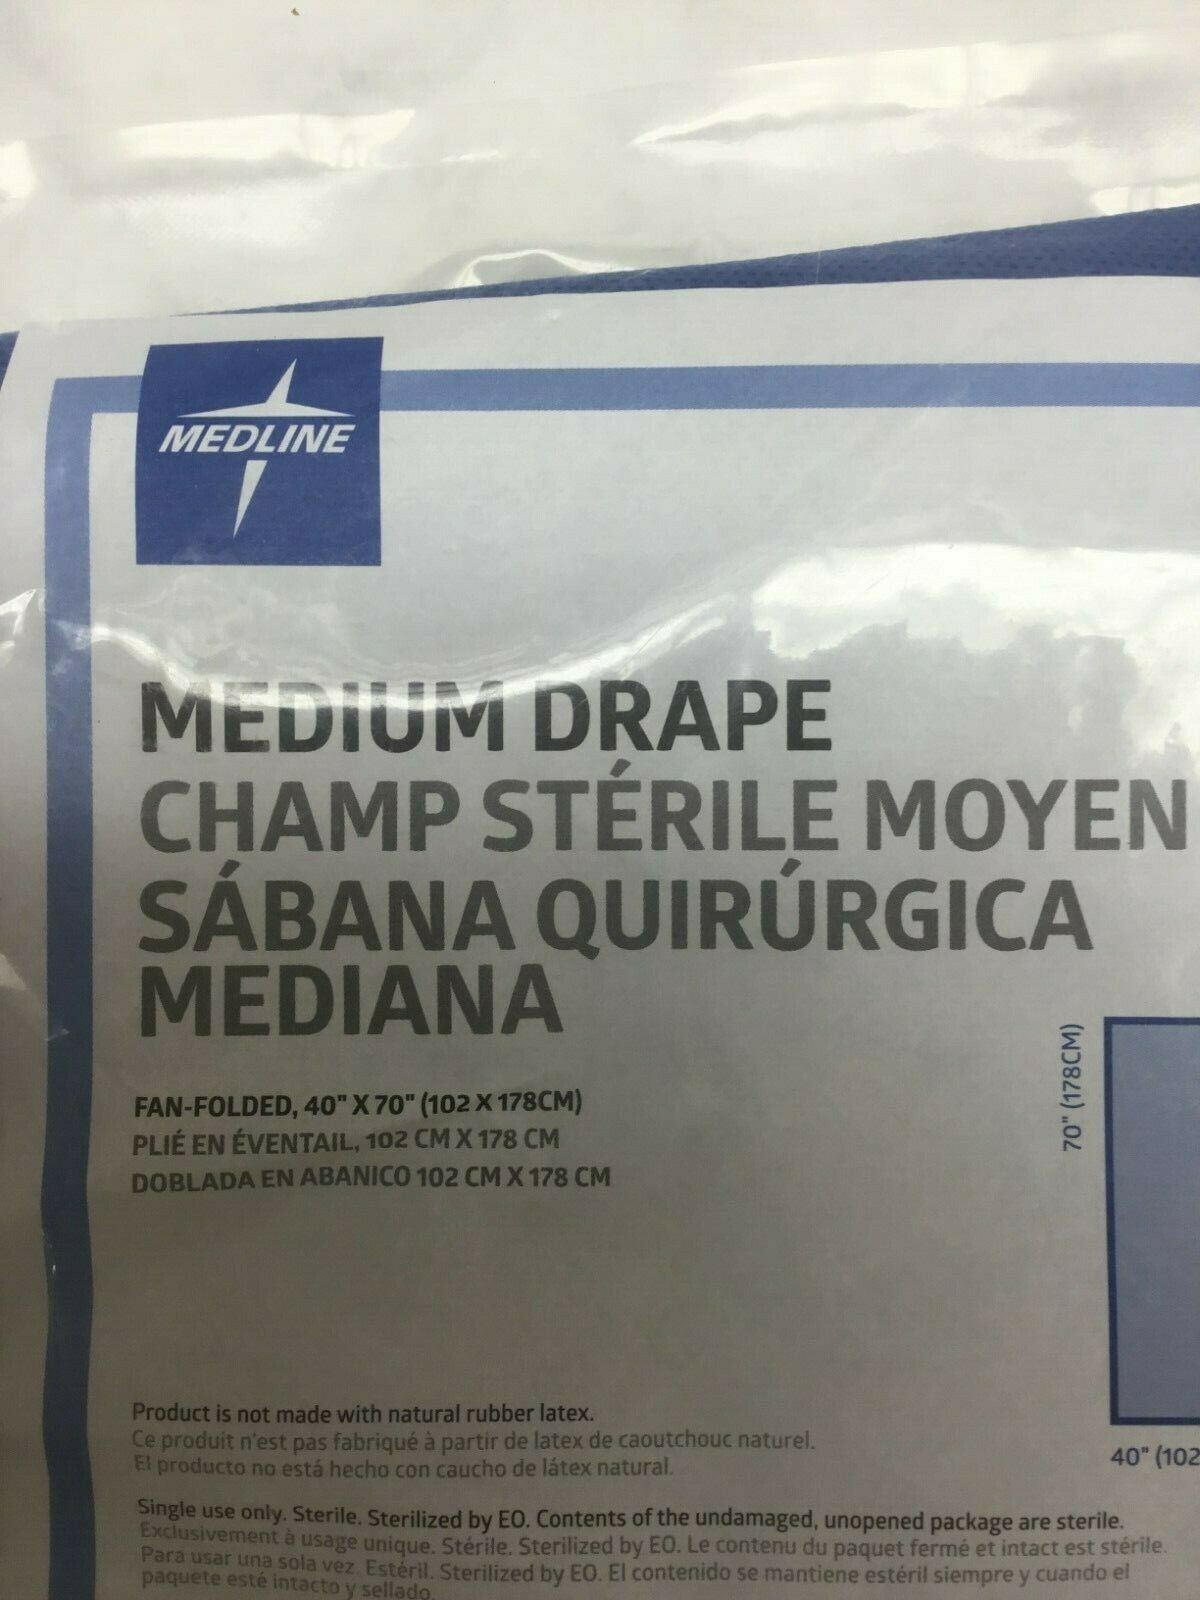 MEDLINE
MEDIUM DRAPE
CHAMP STÉRILE MOYEN
SÁBANA QUIRÚRGICA
MEDIANA
FAN-FOLDED, 40" X 70" (102 X 178CM)
PLIÉ EN ÉVENTAIL, 102 CM X 178 CM
DOBLADA EN ABANICO 102 CM X 178 CM
70" (178CM)
40" (102
Product is not made with natural rubber latex.
Ce produit n'est pas fabriqué à partir de latex de caoutchouc naturel.
El producto no está hecho con caucho de látex natural.
Single use only. Sterile. Sterilized by EO. Contents of the undamaged, unopened package are sterile.
Exclusivement à usage unique. Stérile. Sterilized by EO. Le contenu du paquet fermé et intact est stérile.
Para usar una sola vez. Estéril. Sterilized by EO. El contenido se mantiene estéril siempre y cuando el
paquete esté intacto y sellado.